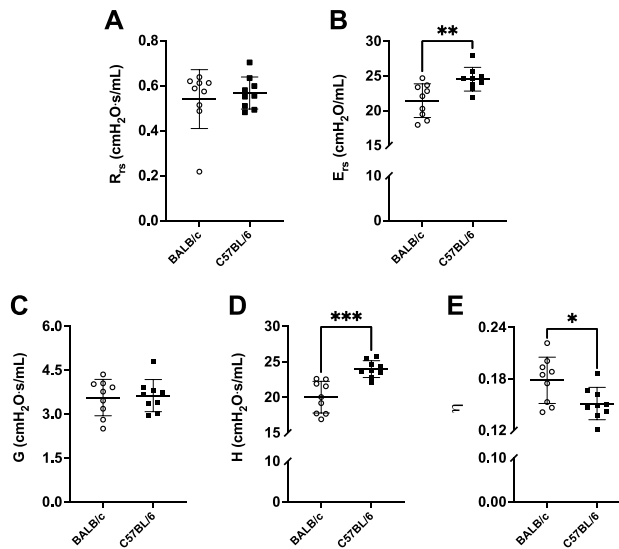 A
R_rs (cmH₂O·s/mL)
0.8
0.6
0.4
0.2
0.0
BALB/c
C57BL/6
B
E_rs (cmH₂O/mL)
**
30
25
20
15
10
0
BALB/c
C57BL/6
C
G (cmH₂O·s/mL)
6.0
4.5
3.0
1.5
0.0
BALB/c
C57BL/6
D
H (cmH₂O·s/mL)
***
30
25
20
15
10
0
BALB/c
C57BL/6
E
η
*
0.24
0.18
0.12
0.10
0.00
BALB/c
C57BL/6